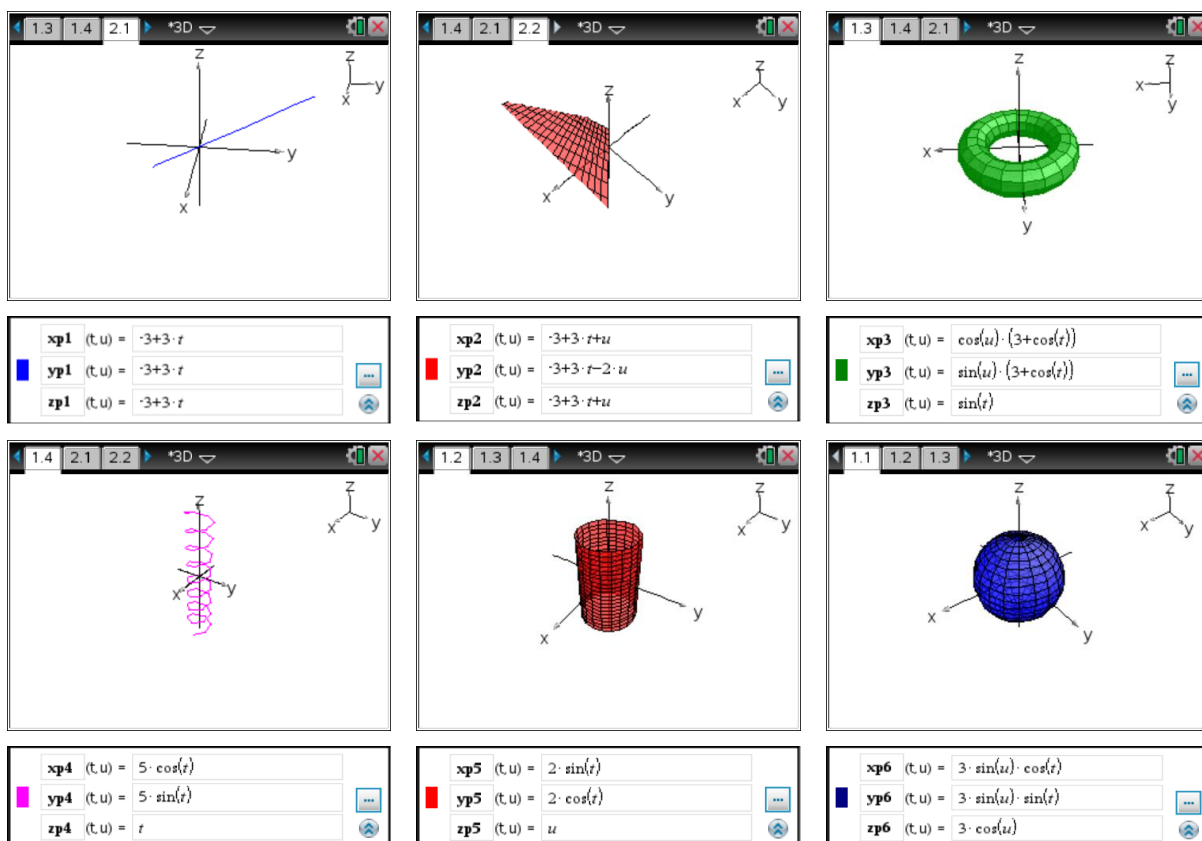 1.3 1.4 2.1 *3D
z
z
y
x
y
x
xp1 (t,u) = -3+3·t
yp1 (t,u) = -3+3·t
zp1 (t,u) = -3+3·t
1.4 2.1 2.2 *3D
z
z
x y
x
y
xp2 (t,u) = -3+3·t+u
yp2 (t,u) = -3+3·t−2·u
zp2 (t,u) = -3+3·t+u
1.3 1.4 2.1 *3D
z
z
x
y
x
y
xp3 (t,u) = cos(u)·(3+cos(t))
yp3 (t,u) = sin(u)·(3+cos(t))
zp3 (t,u) = sin(t)
1.4 2.1 2.2 *3D
z
z
x y
x y
xp4 (t,u) = 5·cos(t)
yp4 (t,u) = 5·sin(t)
zp4 (t,u) = t
1.2 1.3 1.4 *3D
z
z
x y
x
y
xp5 (t,u) = 2·sin(t)
yp5 (t,u) = 2·cos(t)
zp5 (t,u) = u
1.1 1.2 1.3 *3D
z
z
x y
x
y
xp6 (t,u) = 3·sin(u)·cos(t)
yp6 (t,u) = 3·sin(u)·sin(t)
zp6 (t,u) = 3·cos(u)